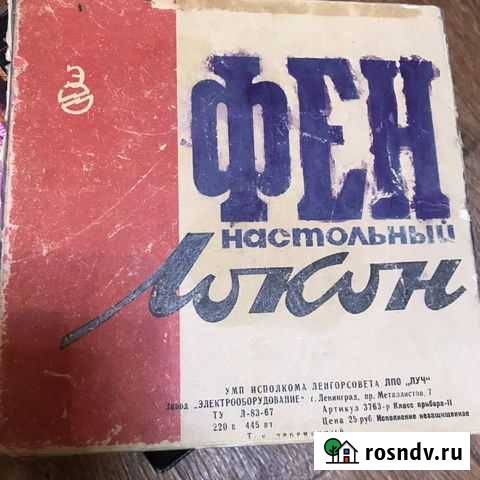 ФЕН
настольный
Локон
УМП ИСПОЛКОМА ЛЕНГОРСОВЕТА ЛПО „ЛУЧ“
Завод „ЭЛЕКТРООБОРУДОВАНИЕ“ г. Ленинград, пр. Металлистов, 7
ТУ Л-83-67 Артикул 3763-р Класс прибора-II
220 в 445 вт Цена 25 руб. Исполнение незащищенное
rosndv.ru